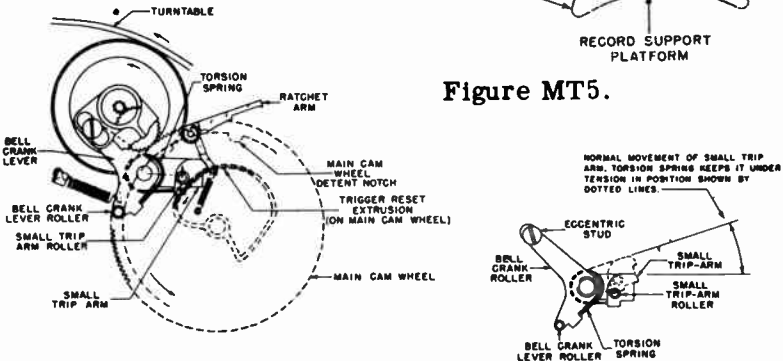 TURNTABLE
TORSION
SPRING
RATCHET
ARM
BELL
CRANK
LEVER
MAIN CAM
WHEEL
DETENT NOTCH
BELL CRANK
LEVER ROLLER
TRIGGER RESET
EXTRUSION
(ON MAIN CAM WHEEL)
SMALL TRIP
ARM ROLLER
MAIN CAM WHEEL
SMALL
TRIP ARM
RECORD SUPPORT
PLATFORM
Figure MT5.
NORMAL MOVEMENT OF SMALL TRIP
ARM. TORSION SPRING KEEPS IT UNDER
TENSION IN POSITION SHOWN BY
DOTTED LINES.
ECCENTRIC
STUD
BELL
CRANK
ROLLER
SMALL
TRIP-ARM
SMALL
TRIP-ARM
ROLLER
BELL CRANK
LEVER ROLLER
TORSION
SPRING